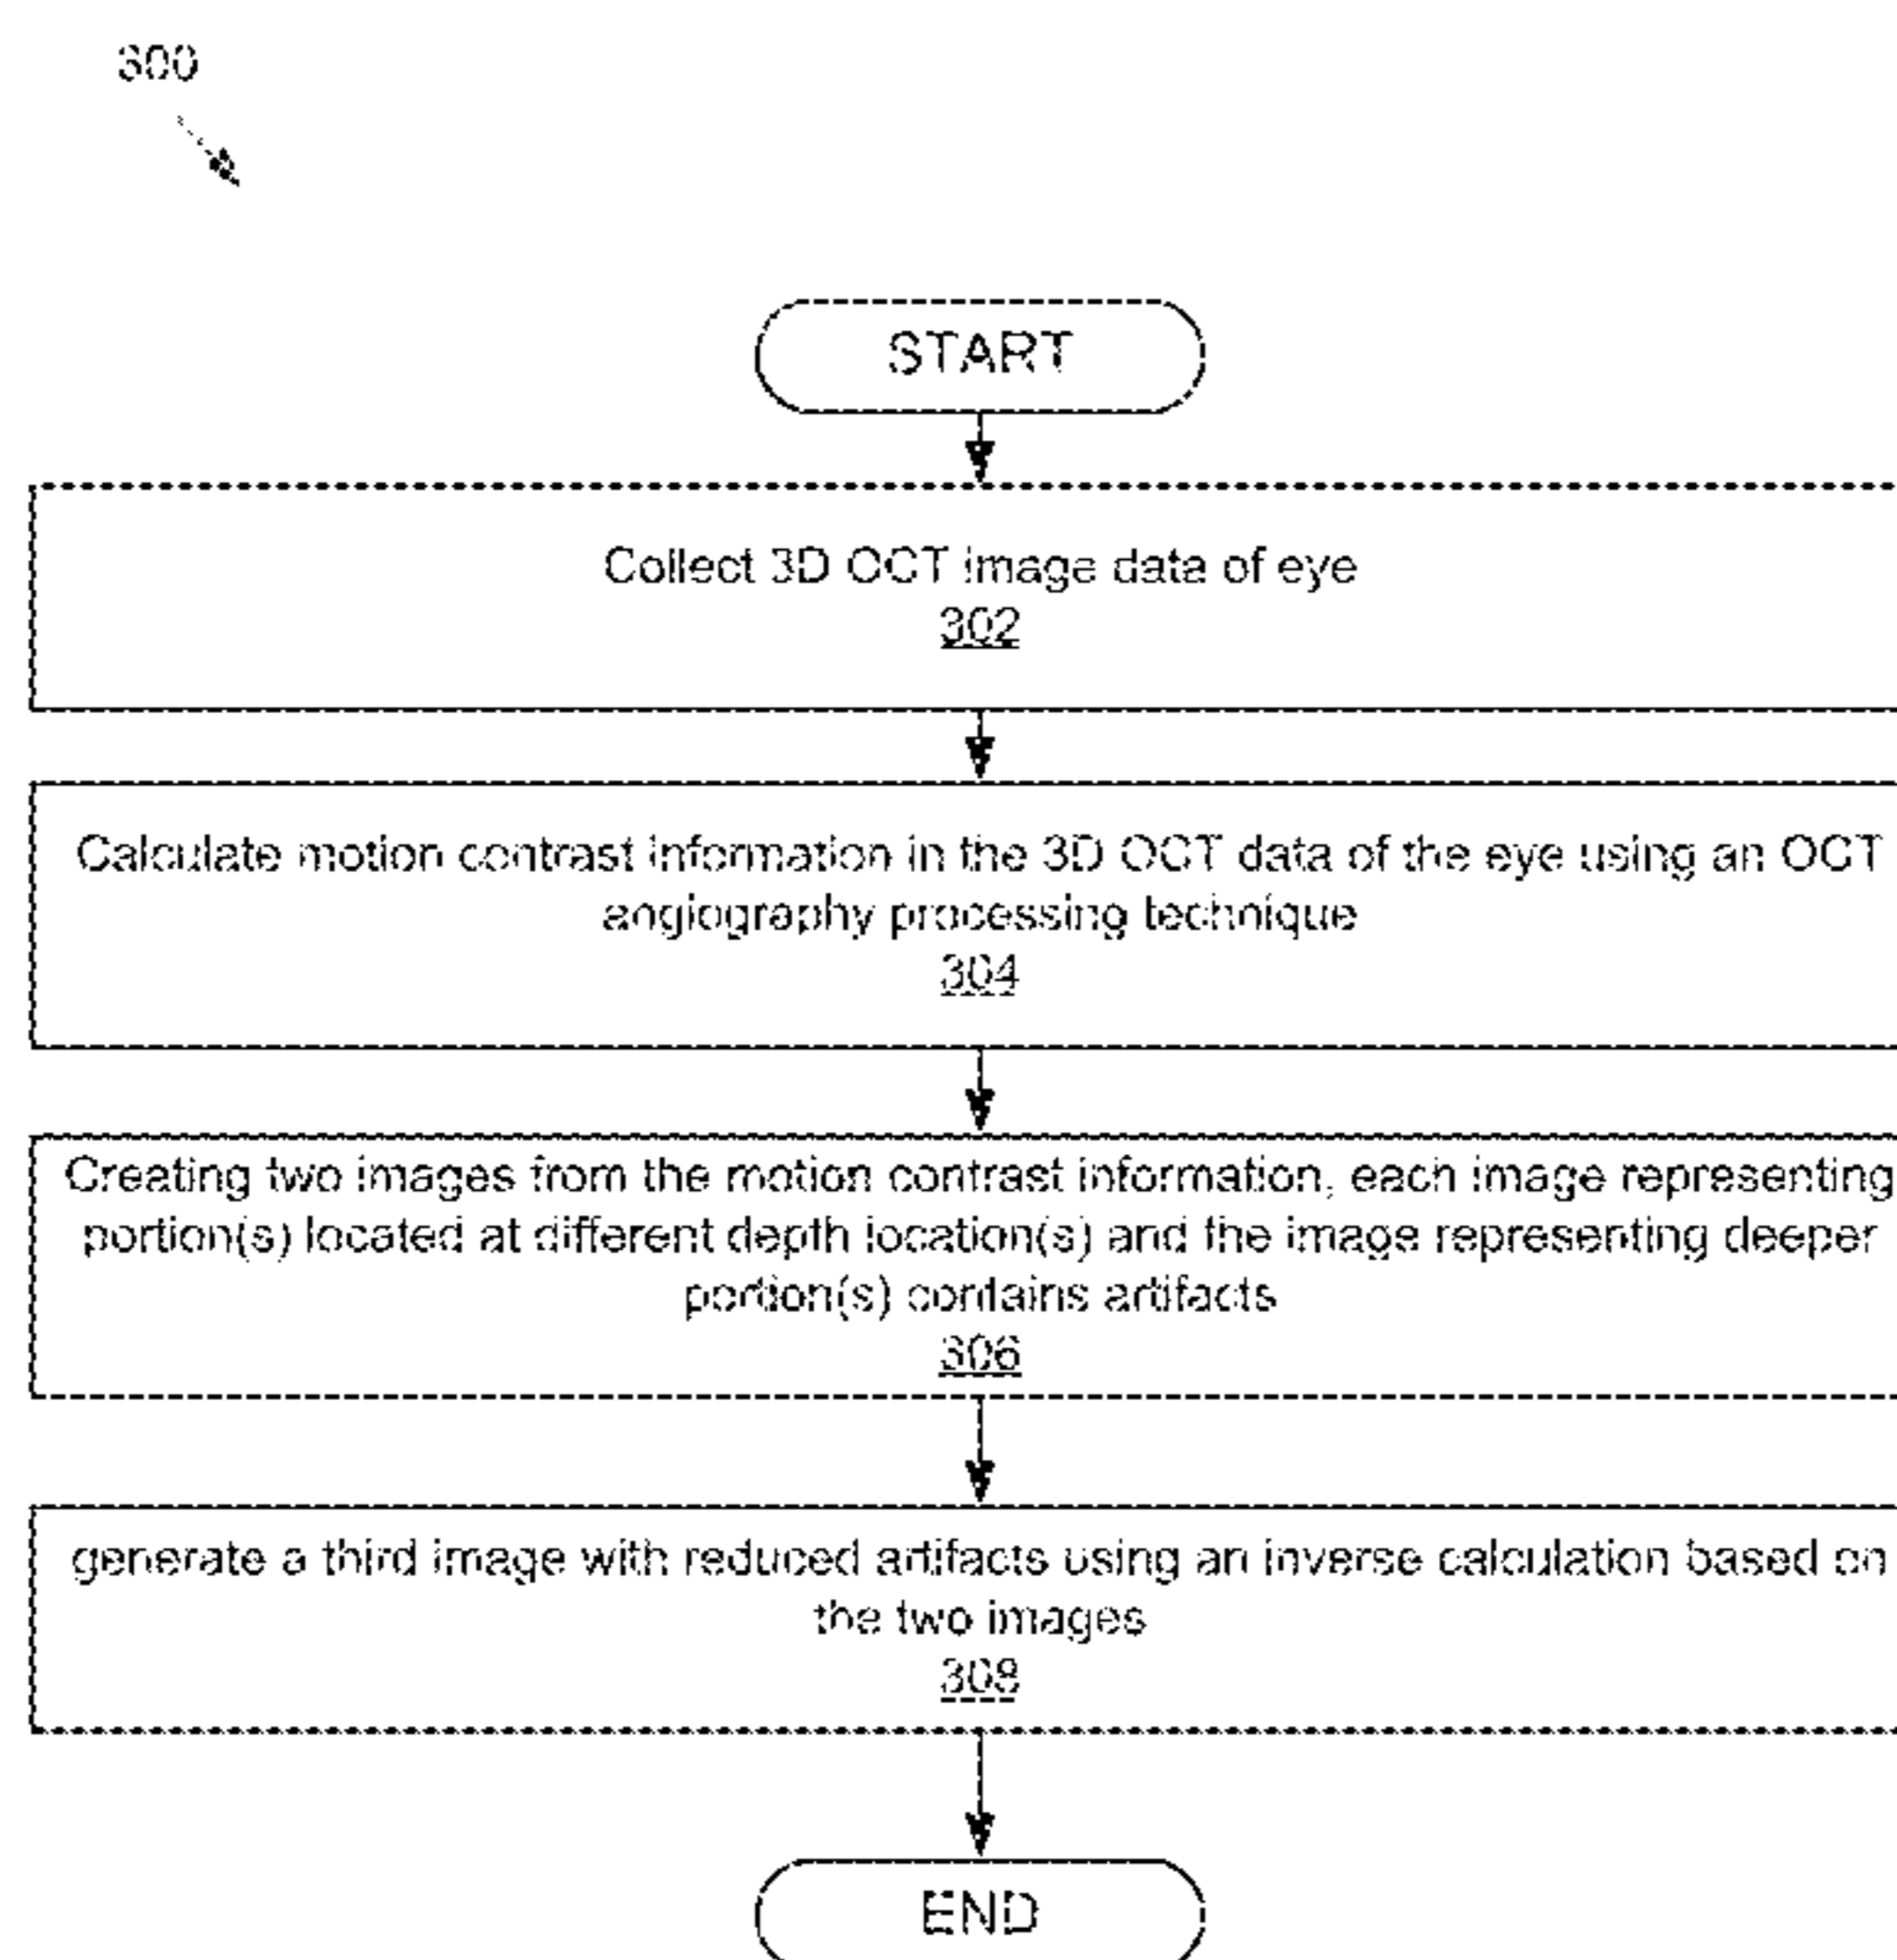 300
START
Collect 3D OCT image data of eye
302
Calculate motion contrast information in the 3D OCT data of the eye using an OCT
angiography processing technique
304
Creating two images from the motion contrast information, each image representing
portion(s) located at different depth location(s) and the image representing deeper
portion(s) contains artifacts
306
generate a third image with reduced artifacts using an inverse calculation based on
the two images
308
END